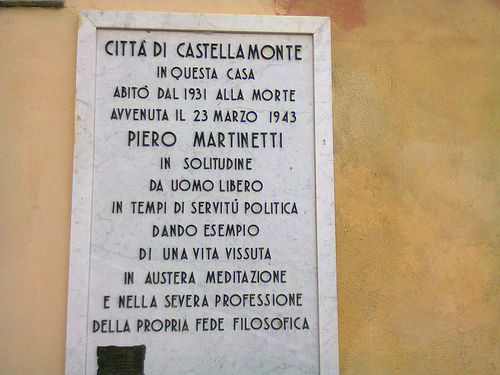 CITTÀ DI CASTELLAMONTE
IN QUESTA CASA
ABITÒ DAL 1931 ALLA MORTE
AVVENUTA IL 23 MARZO 1943
PIERO MARTINETTI
IN SOLITUDINE
DA UOMO LIBERO
IN TEMPI DI SERVITÚ POLITICA
DANDO ESEMPIO
DI UNA VITA VISSUTA
IN AUSTERA MEDITAZIONE
E NELLA SEVERA PROFESSIONE
DELLA PROPRIA FEDE FILOSOFICA